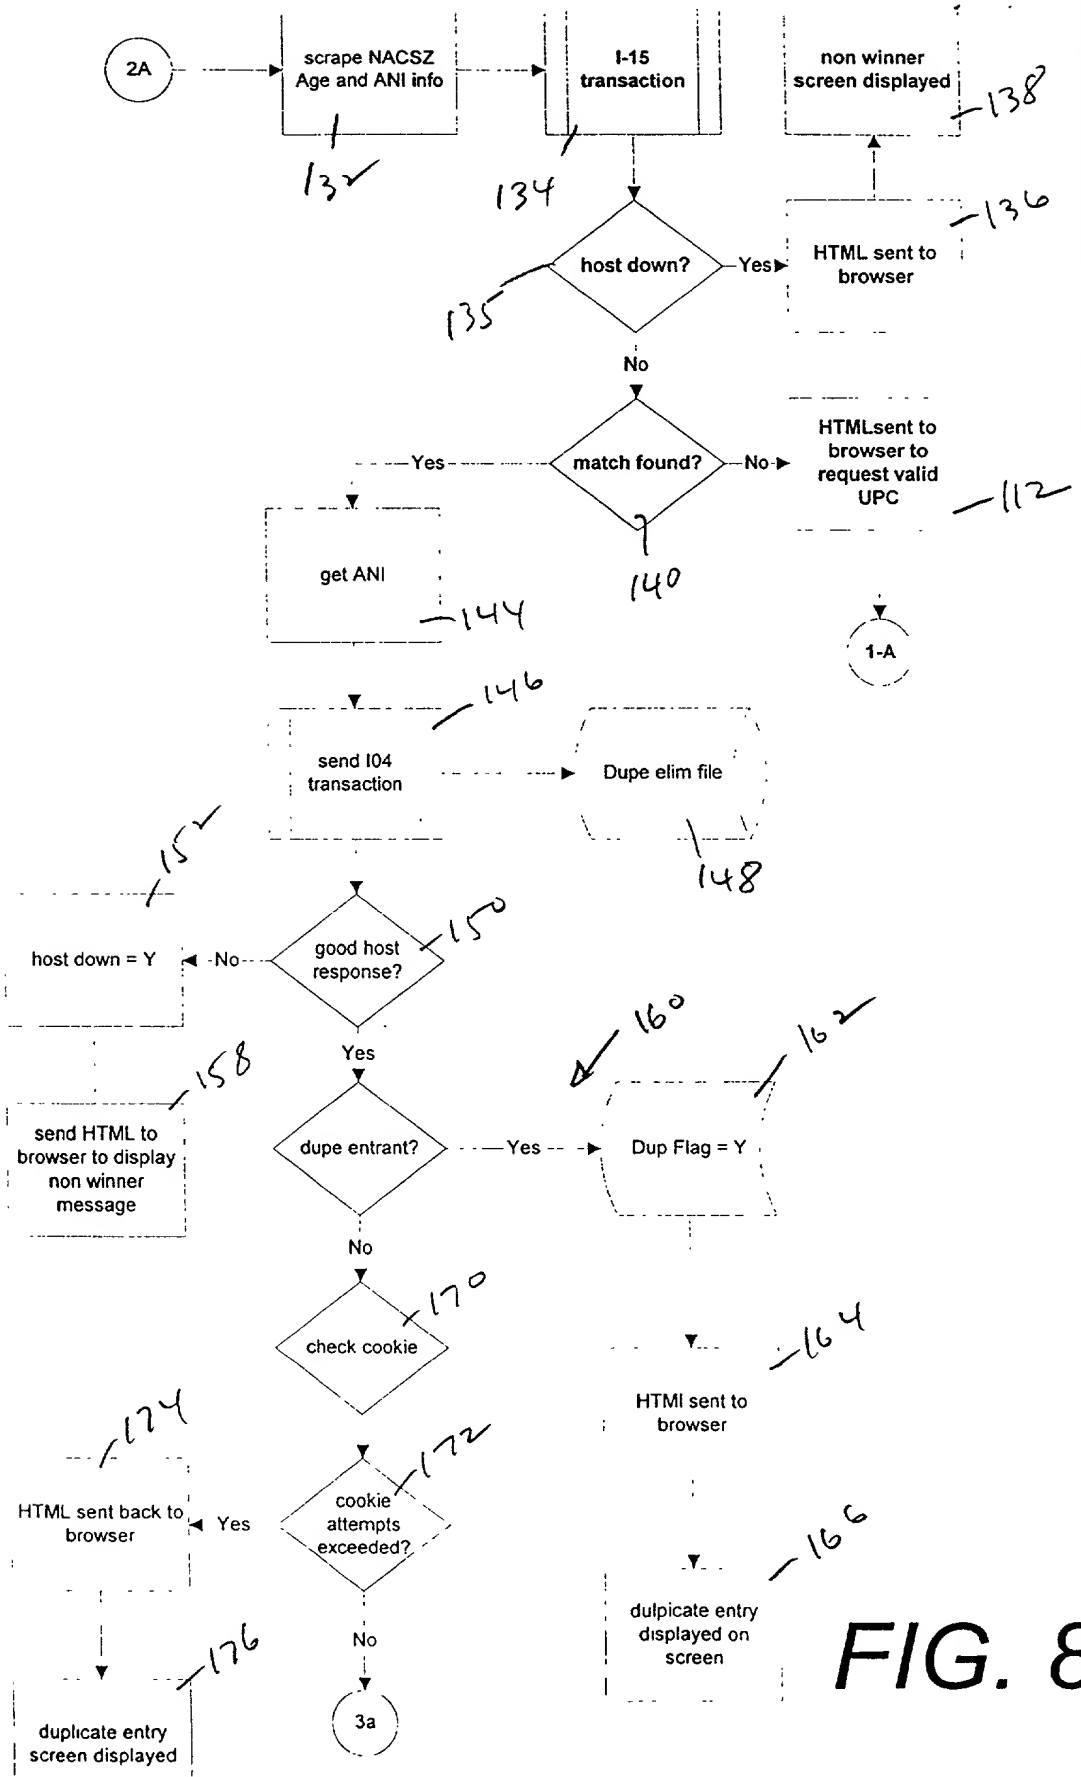 2A
scrape NACSZ
Age and ANI info
I-15
transaction
non winner
screen displayed
132
134
138
host down?
Yes
HTML sent to
browser
135
136
No
match found?
Yes
No
HTMLsent to
browser to
request valid
UPC
140
112
get ANI
144
1-A
send I04
transaction
146
Dupe elim file
148
152
good host
response?
150
No
host down = Y
Yes
158
send HTML to
browser to display
non winner
message
dupe entrant?
Yes
160
162
Dup Flag = Y
No
check cookie
170
164
HTMl sent to
browser
174
HTML sent back to
browser
Yes
cookie
attempts
exceeded?
172
166
dulpicate entry
displayed on
screen
No
176
duplicate entry
screen displayed
3a
FIG. 8